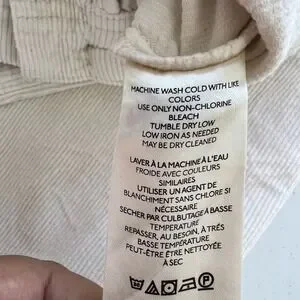 MACHINE WASH COLD WITH LIKE
COLORS
USE ONLY NON-CHLORINE
BLEACH
TUMBLE DRY LOW
LOW IRON AS NEEDED
MAY BE DRY CLEANED
LAVER À LA MACHINE À L'EAU
FROIDE AVEC COULEURS
SIMILAIRES
UTILISER UN AGENT DE
BLANCHIMENT SANS CHLORE SI
NÉCESSAIRE
SECHER PAR CULBUTAGE À BASSE
TEMPERATURE
REPASSER, AU BESOIN, À TRÈS
BASSE TEMPÉRATURE
PEUT-ÊTRE ÊTRE NETTOYÉE
À SEC